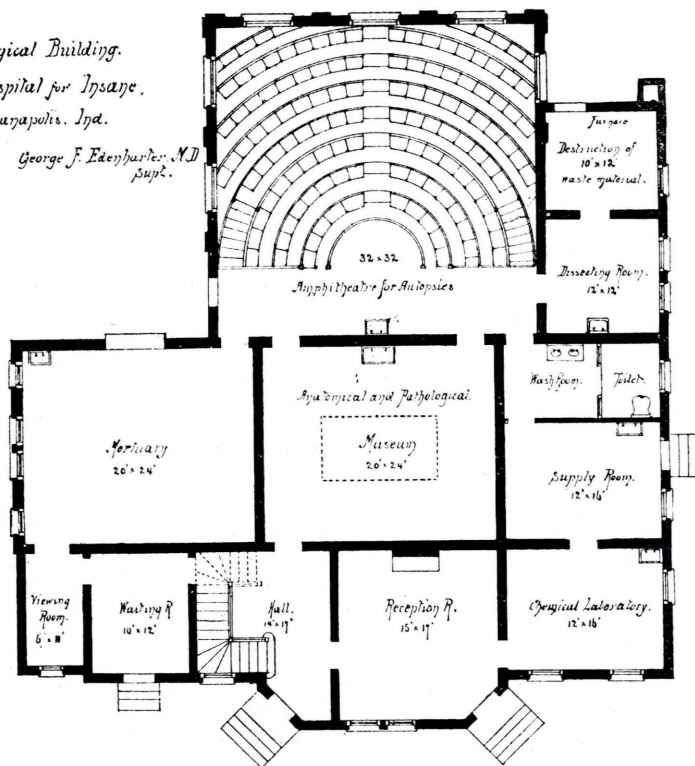 gical Building.
spital for Insane,
anapolis. Ind.
George F. Edenharter. M.D
Supt.
Furnace
Destruction of
10' x 12'
waste material.
32 x 32
Amphitheatre for Autopsies
Dissecting Room.
12' x 12'
Wash Room.
Toilet.
Anatomical and Pathological
Museum
20' x 24'
Mortuary
20' x 24'
Supply Room.
12' x 16'
Viewing
Room.
6' x 11'
Waiting R
10' x 12'
Hall.
14' x 17'
Reception R.
15' x 17'
Chemical Laboratory.
12' x 16'